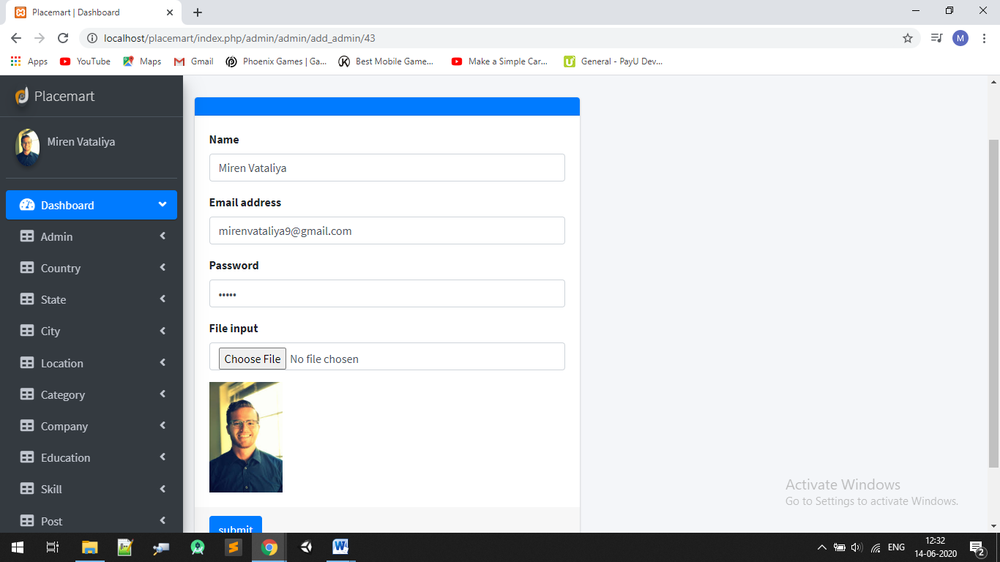 Placemart | Dashboard
localhost/placemart/index.php/admin/admin/add_admin/43
M
Apps YouTube Maps Gmail Phoenix Games | Ga... Best Mobile Game... Make a Simple Car... General - PayU Dev...
Placemart
Miren Vataliya
Dashboard
Admin
Country
State
City
Location
Category
Company
Education
Skill
Post
Name
Miren Vataliya
Email address
mirenvataliya9@gmail.com
Password
•••••
File input
Choose File No file chosen
submit
Activate Windows
Go to Settings to activate Windows.
ENG
12:32
14-06-2020
2